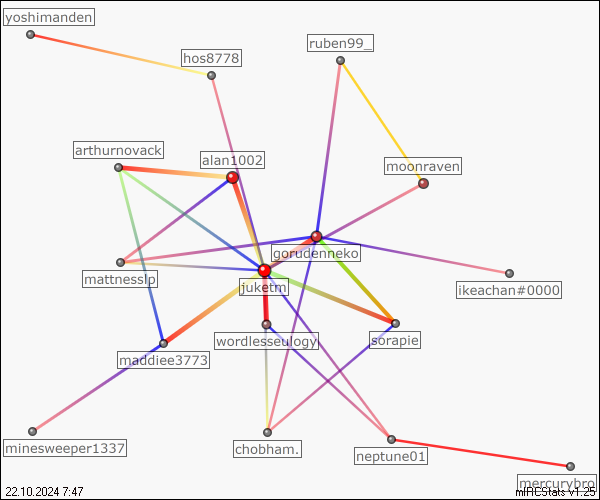 yoshimanden
ruben99_
hos8778
arthurnovack
alan1002
moonraven
gorudenneko
mattnesslp
juketm
ikeachan#0000
wordlesseulogy
sorapie
maddiee3773
minesweeper1337
chobham.
neptune01
mercurybro
22.10.2024 7:47
mIRCStats v1.25